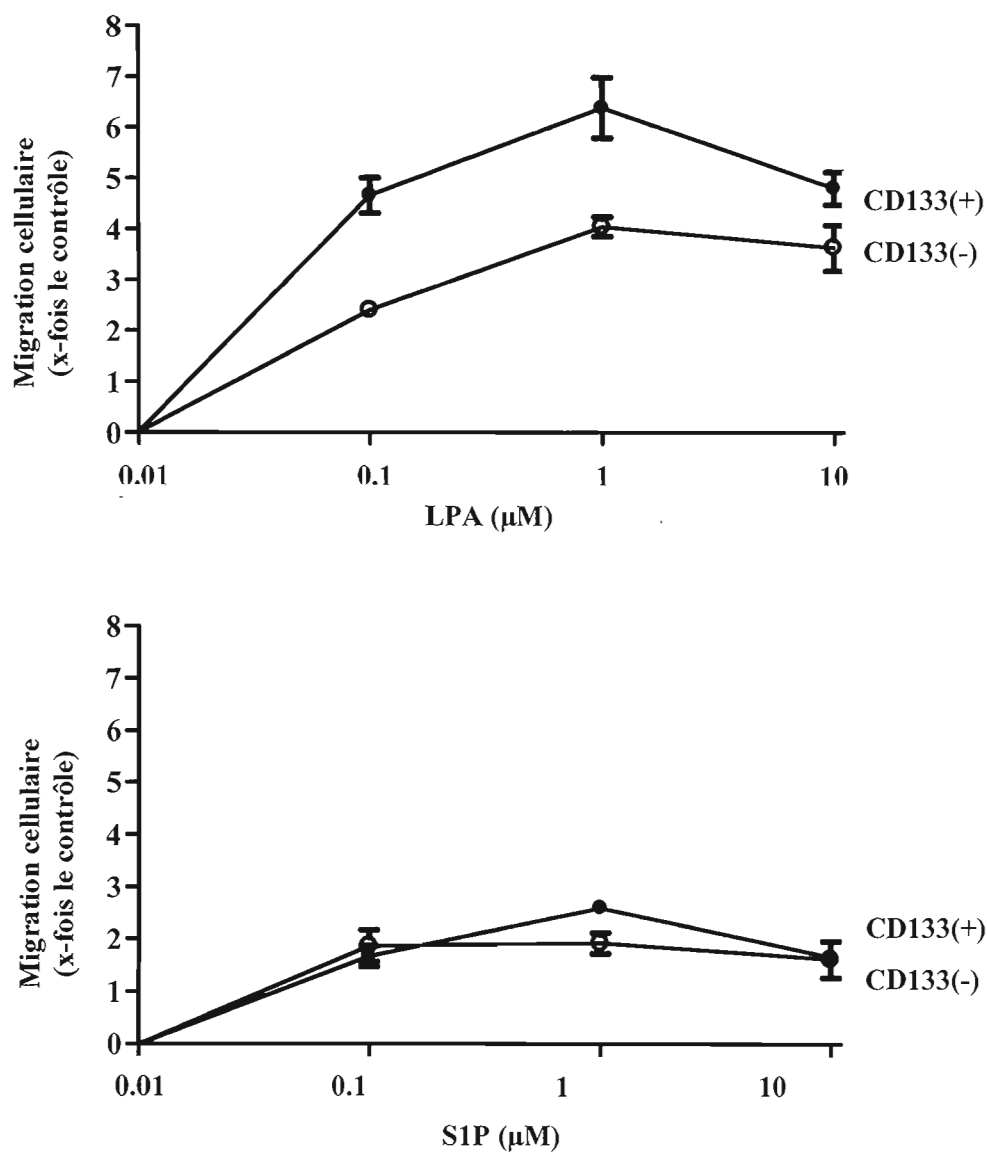 8
7
6
5
4
3
2
1
0
Migration cellulaire
(x-fois le contrôle)
CD133(+)
CD133(-)
0.01 0.1 1 10
LPA (µM)
8
7
6
5
4
3
2
1
0
Migration cellulaire
(x-fois le contrôle)
CD133(+)
CD133(-)
0.01 0.1 1 10
S1P (µM)